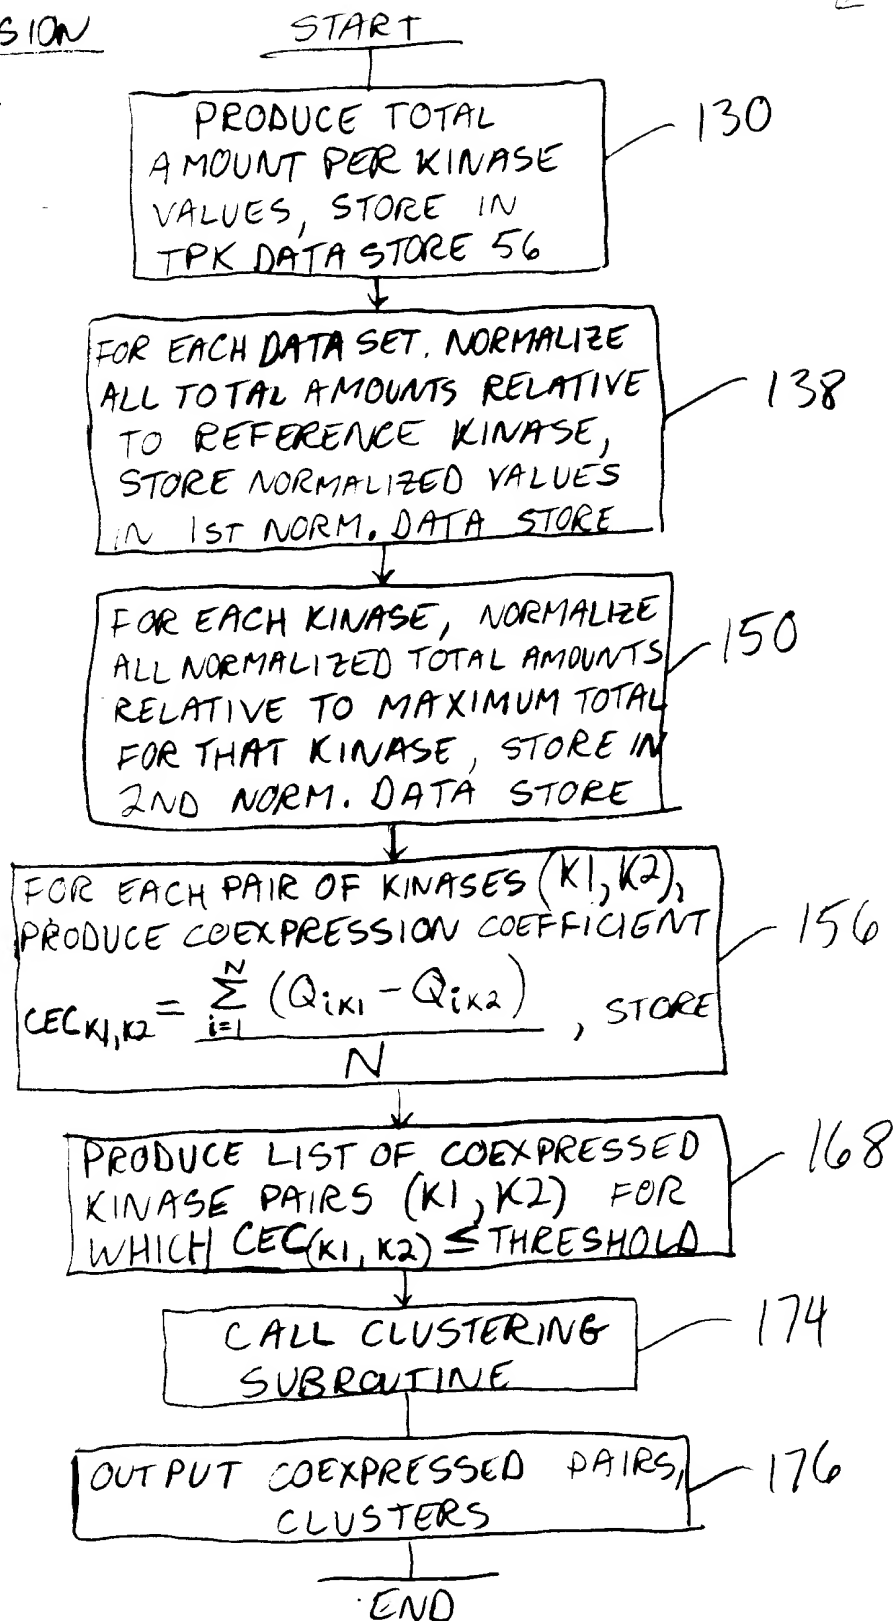 START
PRODUCE TOTAL
AMOUNT PER KINASE
VALUES, STORE IN
TPK DATA STORE 56
130
FOR EACH DATA SET. NORMALIZE
ALL TOTAL AMOUNTS RELATIVE
TO REFERENCE KINASE,
STORE NORMALIZED VALUES
IN 1ST NORM. DATA STORE
138
FOR EACH KINASE, NORMALIZE
ALL NORMALIZED TOTAL AMOUNTS
RELATIVE TO MAXIMUM TOTAL
FOR THAT KINASE, STORE IN
2ND NORM. DATA STORE
150
FOR EACH PAIR OF KINASES (K1, K2),
PRODUCE COEXPRESSION COEFFICIENT
CEC K1,K2 = N Σ i=1 (Q iK1 - Q iK2) , STORE
N
156
PRODUCE LIST OF COEXPRESSED
KINASE PAIRS (K1, K2) FOR
WHICH CEC(K1, K2) ≤ THRESHOLD
168
CALL CLUSTERING
SUBROUTINE
174
OUTPUT COEXPRESSED PAIRS,
CLUSTERS
176
END